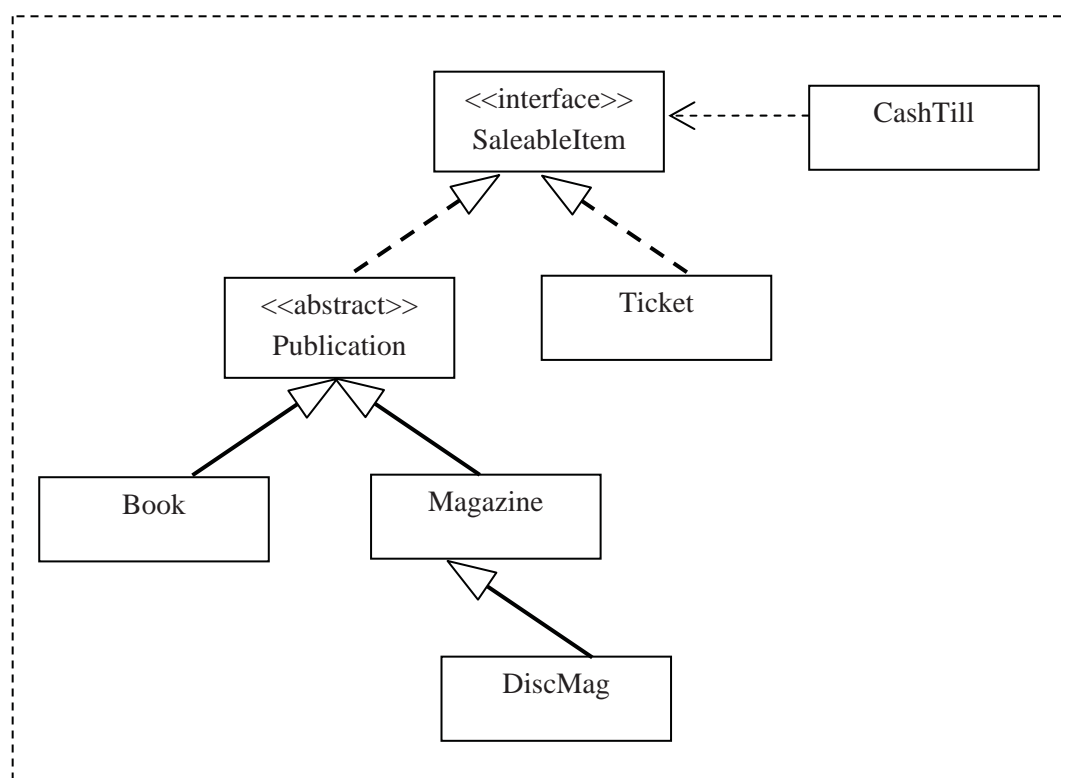 <<interface>>
SaleableItem
CashTill
<<abstract>>
Publication
Ticket
Book
Magazine
DiscMag